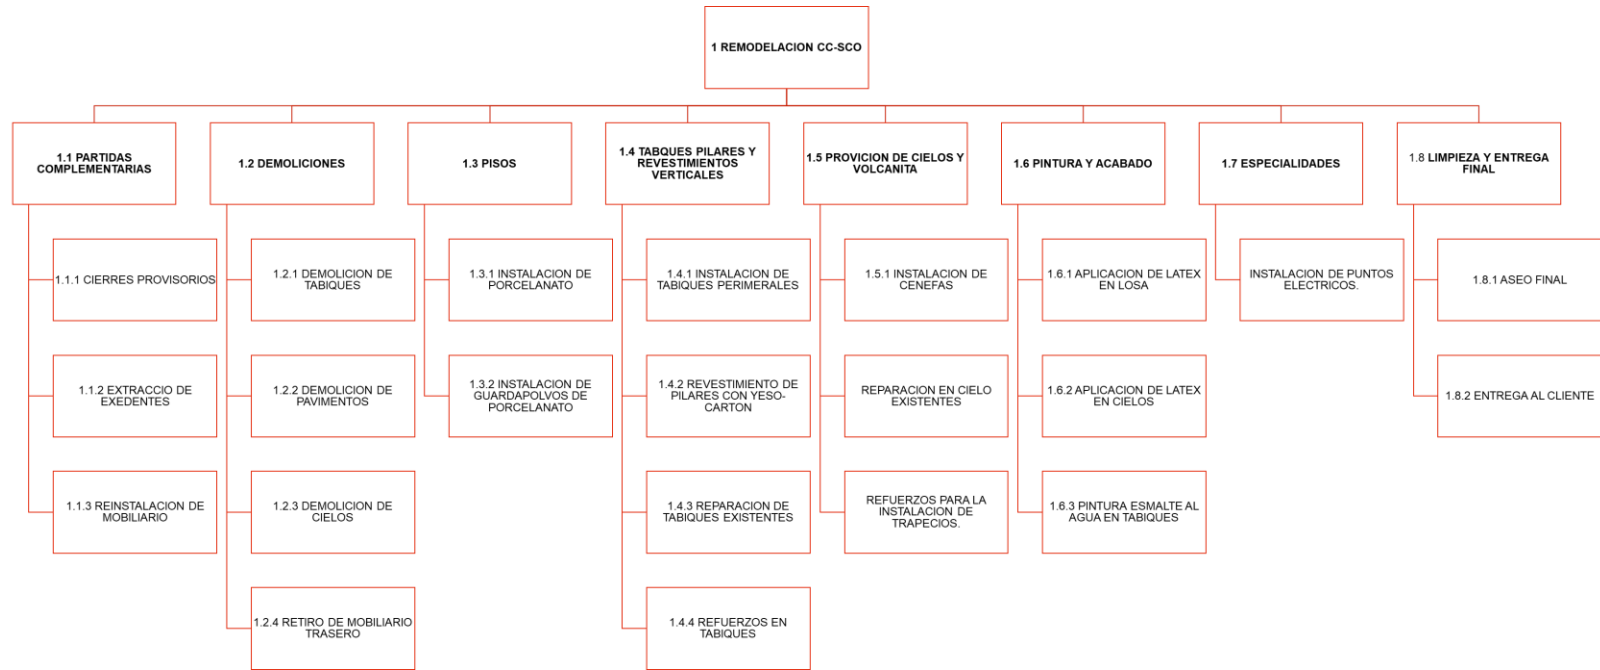 1 REMODELACION CC-SCO
1.1 PARTIDAS
COMPLEMENTARIAS
1.2 DEMOLICIONES
1.3 PISOS
1.4 TABQUES PILARES Y
REVESTIMIENTOS
VERTICALES
1.5 PROVICION DE CIELOS Y
VOLCANITA
1.6 PINTURA Y ACABADO
1.7 ESPECIALIDADES
1.8 LIMPIEZA Y ENTREGA
FINAL
1.1.1 CIERRES PROVISORIOS
1.2.1 DEMOLICION DE
TABIQUES
1.3.1 INSTALACION DE
PORCELANATO
1.4.1 INSTALACION DE
TABIQUES PERIMERALES
1.5.1 INSTALACION DE
CENEFAS
1.6.1 APLICACION DE LATEX
EN LOSA
INSTALACION DE PUNTOS
ELECTRICOS.
1.8.1 ASEO FINAL
1.1.2 EXTRACCIO DE
EXEDENTES
1.2.2 DEMOLICION DE
PAVIMENTOS
1.3.2 INSTALACION DE
GUARDAPOLVOS DE
PORCELANATO
1.4.2 REVESTIMIENTO DE
PILARES CON YESO-
CARTON
REPARACION EN CIELO
EXISTENTES
1.6.2 APLICACION DE LATEX
EN CIELOS
1.8.2 ENTREGA AL CLIENTE
1.1.3 REINSTALACION DE
MOBILIARIO
1.2.3 DEMOLICION DE
CIELOS
1.4.3 REPARACION DE
TABIQUES EXISTENTES
REFUERZOS PARA LA
INSTALACION DE
TRAPECIOS.
1.6.3 PINTURA ESMALTE AL
AGUA EN TABIQUES
1.2.4 RETIRO DE MOBILIARIO
TRASERO
1.4.4 REFUERZOS EN
TABIQUES